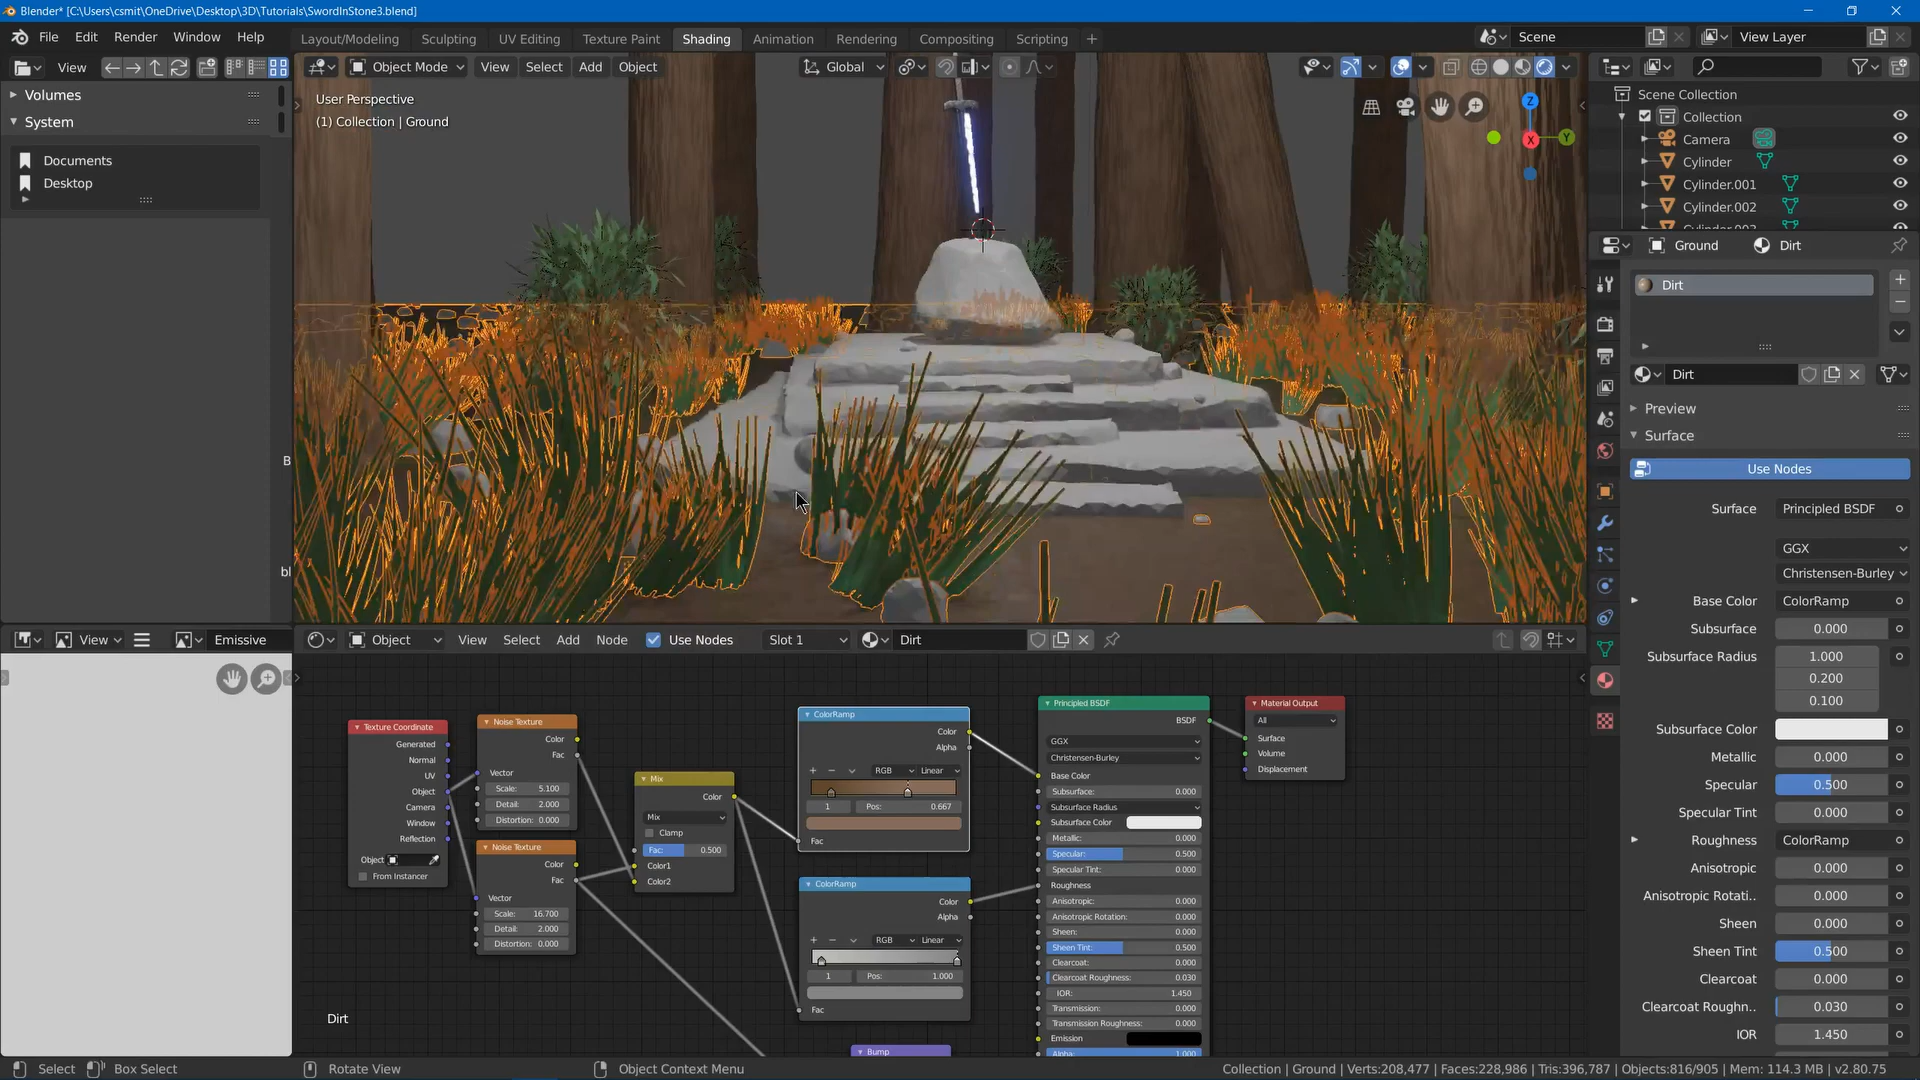 Blender* [C:\Users\csmit\OneDrive\Desktop\3D\Tutorials\SwordInStone3.blend]
File Edit Render Window Help
Layout/Modeling Sculpting UV Editing Texture Paint Shading Animation Rendering Compositing Scripting +
Scene
View Layer
View
Object Mode View Select Add Object
Global
Volumes
System
Documents
Desktop
B
bl
User Perspective
(1) Collection | Ground
Z
X
Y
Scene Collection
Collection
Camera
Cylinder
Cylinder.001
Cylinder.002
Ground Dirt
Dirt
Dirt
Preview
Surface
Use Nodes
Surface Principled BSDF
GGX
Christensen-Burley
Base Color ColorRamp
Subsurface 0.000
Subsurface Radius 1.000
0.200
0.100
Subsurface Color
Metallic 0.000
Specular 0.500
Specular Tint 0.000
Roughness ColorRamp
Anisotropic 0.000
Anisotropic Rotati.. 0.000
Sheen 0.000
Sheen Tint 0.500
Clearcoat 0.000
Clearcoat Roughn.. 0.030
IOR 1.450
View Emissive
Object View Select Add Node Use Nodes Slot 1 Dirt
Texture Coordinate
Generated
Normal
UV
Object
Camera
Window
Reflection
Object
From Instancer
Noise Texture
Color
Fac
Vector
Scale: 5.100
Detail: 2.000
Distortion: 0.000
Noise Texture
Color
Fac
Vector
Scale: 16.700
Detail: 2.000
Distortion: 0.000
Mix
Color
Mix
Clamp
Fac: 0.500
Color1
Color2
ColorRamp
Color
Alpha
+ − RGB Linear
1 Pos: 0.667
Fac
ColorRamp
Color
Alpha
+ − RGB Linear
1 Pos: 1.000
Fac
Bump
Principled BSDF
BSDF
GGX
Christensen-Burley
Base Color
Subsurface: 0.000
Subsurface Radius
Subsurface Color
Metallic: 0.000
Specular: 0.500
Specular Tint: 0.000
Roughness
Anisotropic: 0.000
Anisotropic Rotation: 0.000
Sheen: 0.000
Sheen Tint: 0.500
Clearcoat: 0.000
Clearcoat Roughness: 0.030
IOR: 1.450
Transmission: 0.000
Transmission Roughness: 0.000
Emission
Alpha: 1.000
Material Output
All
Surface
Volume
Displacement
Dirt
Select Box Select Rotate View Object Context Menu
Collection | Ground | Verts:208,477 | Faces:228,986 | Tris:396,787 | Objects:816/905 | Mem: 114.3 MB | v2.80.75